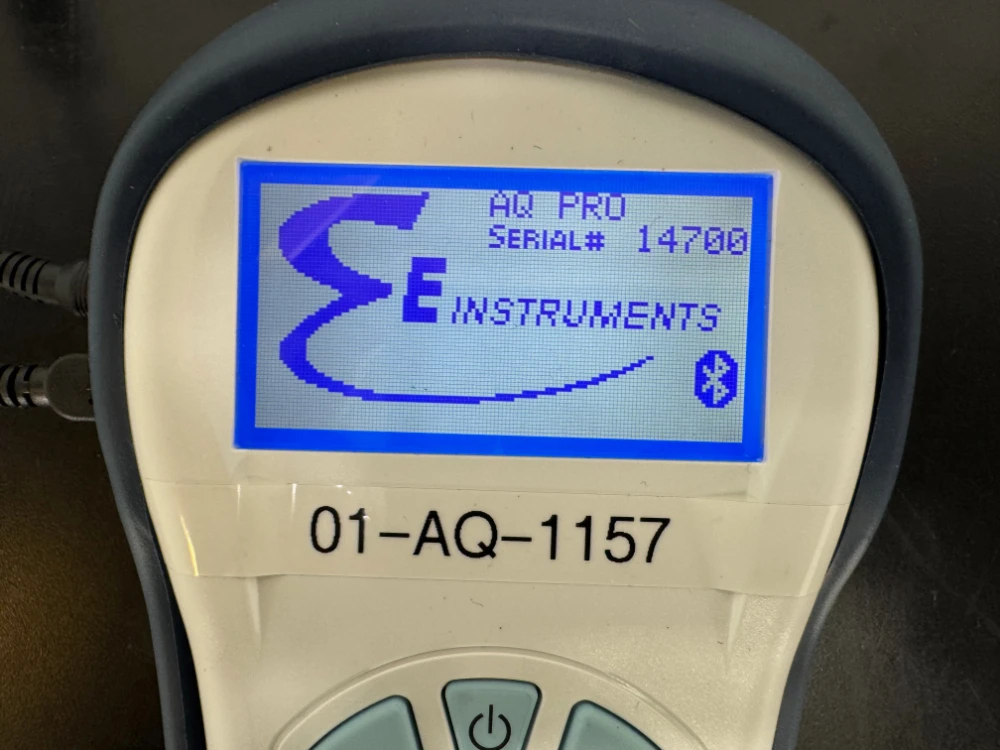 AQ PRO
SERIAL# 14700
E INSTRUMENTS
01-AQ-1157